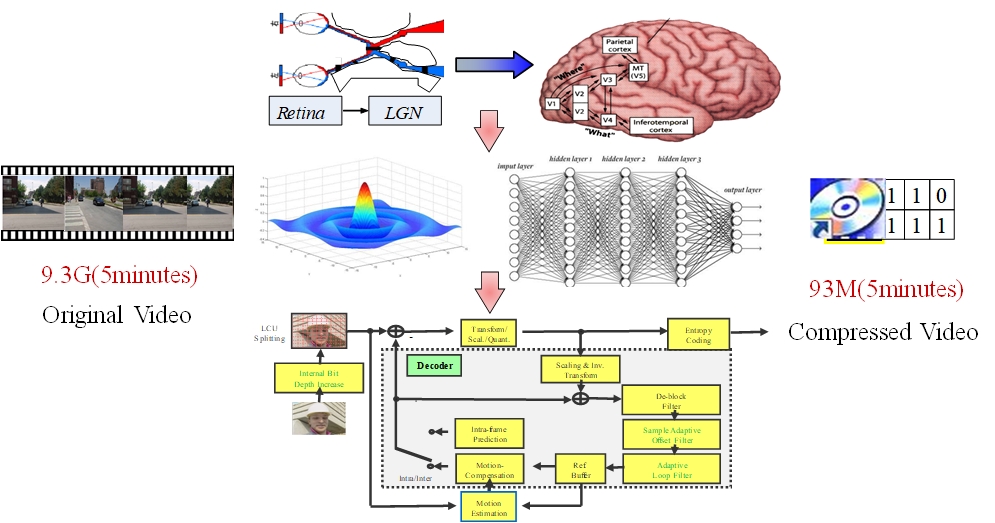 Retina
LGN
Parietal
cortex
"Where"
MT
(V5)
V3
V2
V1
V2
V4
Inferotemporal
cortex
"What"
input layer
hidden layer 1
hidden layer 2
hidden layer 3
output layer
1 1 0
1 1 1
9.3G(5minutes)
Original Video
93M(5minutes)
Compressed Video
LCU
Splitting
-
Transform/
Scal./Quant.
Entropy
Coding
Internal Bit
Depth Increase
Decoder
Scaling & Inv.
Transform
De-block
Filter
Intra-frame
Prediction
Sample Adaptive
Offset Filter
Motion-
Compensation
Ref.
Buffer
Adaptive
Loop Filter
Intra/Inter
Motion
Estimation